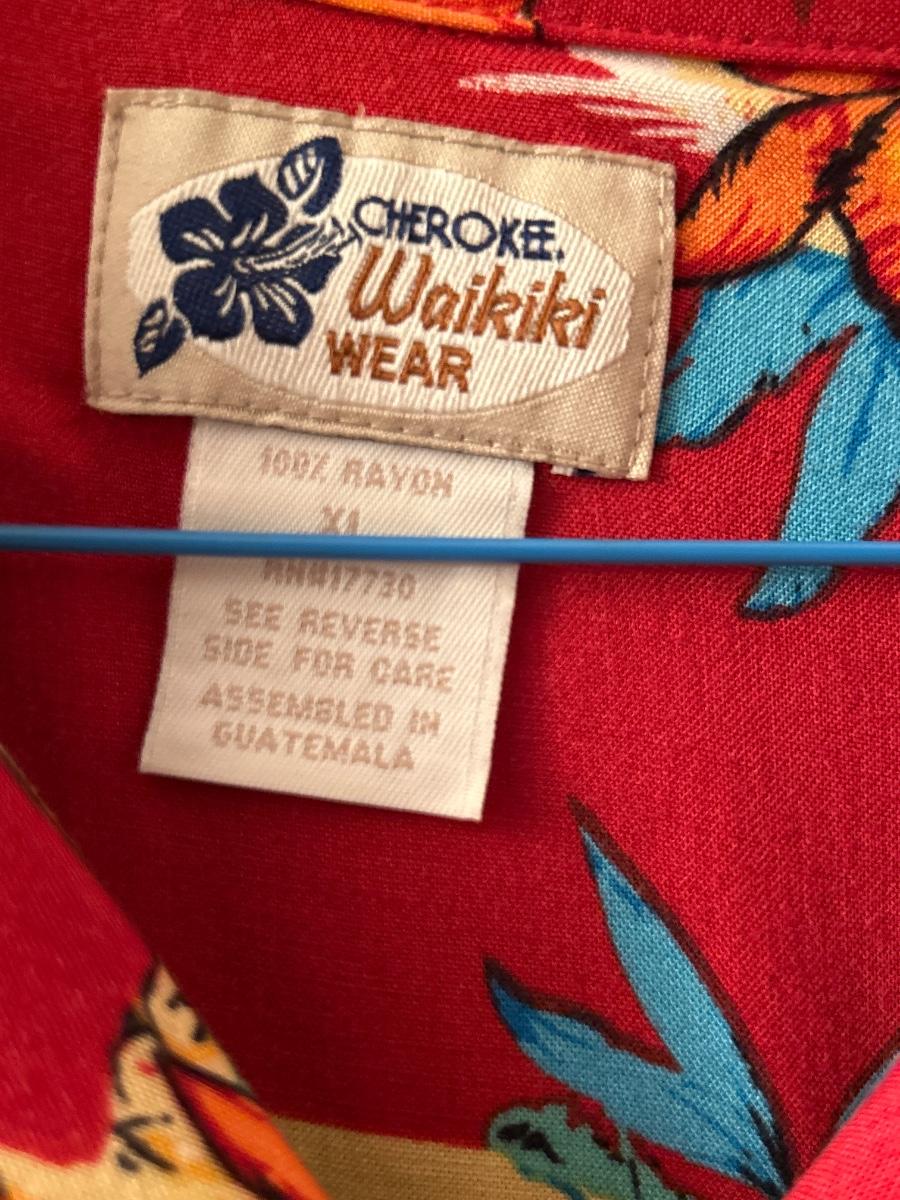 CHEROKEE.
Waikiki
WEAR
100% RAYON
XL
RN#17730
SEE REVERSE
SIDE FOR CARE
ASSEMBLED IN
GUATEMALA